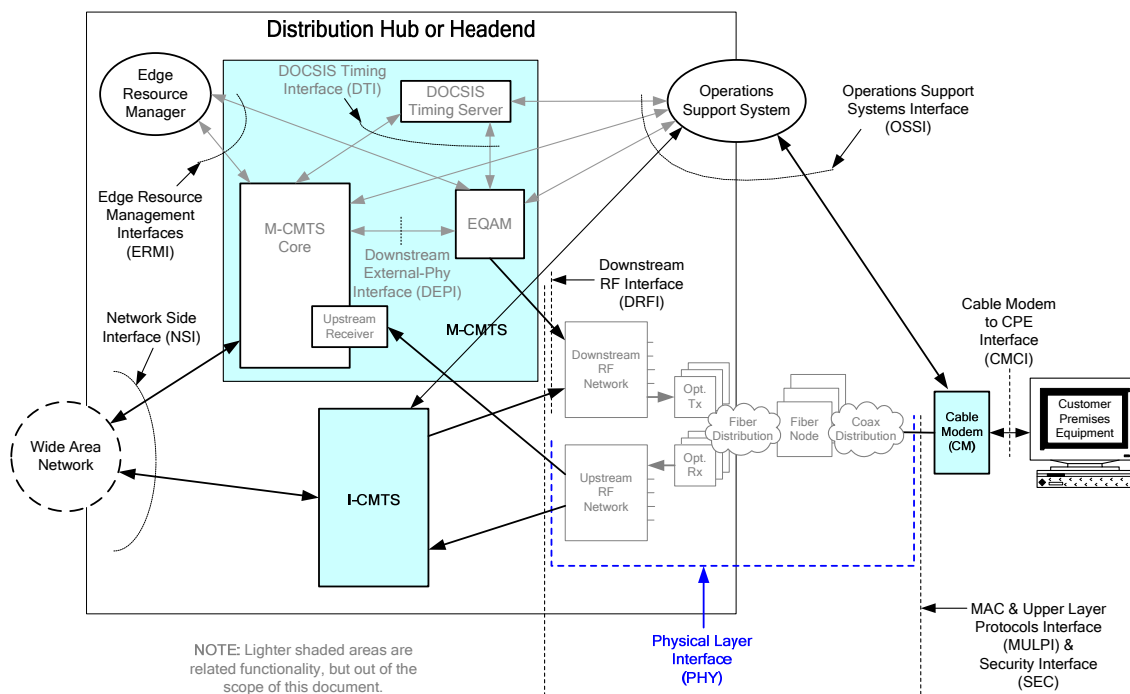 Distribution Hub or Headend
Edge
Resource
Manager
DOCSIS Timing
Interface (DTI)
DOCSIS
Timing Server
Operations
Support System
Operations Support
Systems Interface
(OSSI)
Edge Resource
Management
Interfaces
(ERMI)
M-CMTS
Core
EQAM
Downstream
External-Phy
Interface (DEPI)
Upstream
Receiver
M-CMTS
Downstream
RF Interface
(DRFI)
Network Side
Interface (NSI)
Cable Modem
to CPE
Interface
(CMCI)
Downstream
RF
Network
Opt.
Tx
Fiber
Distribution
Fiber
Node
Coax
Distribution
Cable
Modem
(CM)
Customer
Premises
Equipment
Wide Area
Network
I-CMTS
Upstream
RF
Network
Opt.
Rx
NOTE: Lighter shaded areas are
related functionality, but out of the
scope of this document.
Physical Layer
Interface
(PHY)
MAC & Upper Layer
Protocols Interface
(MULPI) &
Security Interface
(SEC)